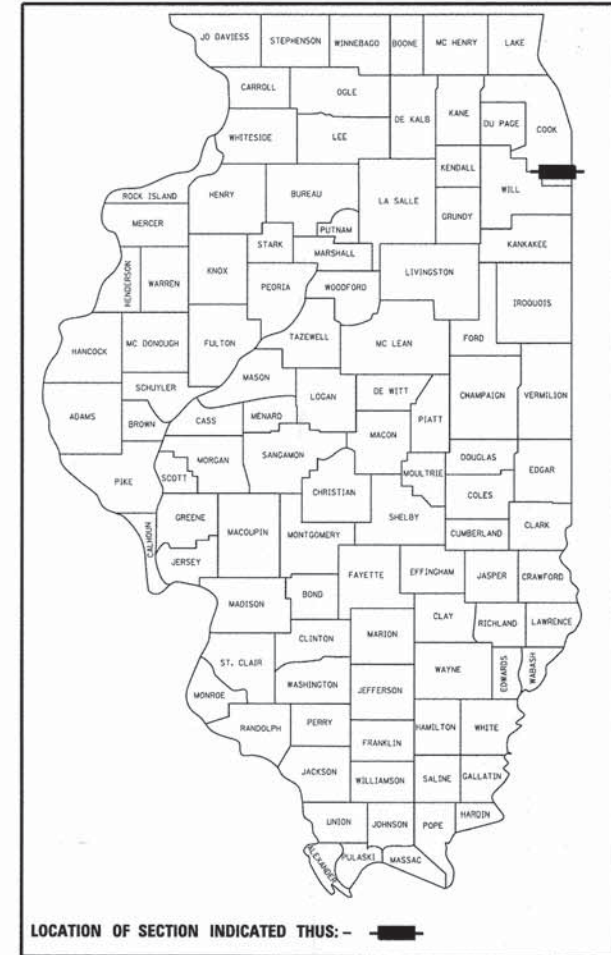 JO DAVIESS STEPHENSON WINNEBAGO BOONE MC HENRY LAKE
CARROLL OGLE DE KALB KANE DU PAGE COOK
WHITESIDE LEE KENDALL WILL
ROCK ISLAND HENRY BUREAU LA SALLE GRUNDY
MERCER PUTNAM KANKAKEE
STARK MARSHALL LIVINGSTON
HENDERSON WARREN KNOX PEORIA WOODFORD IROQUOIS
HANCOCK MC DONOUGH FULTON TAZEWELL MC LEAN FORD
SCHUYLER MASON LOGAN DE WITT CHAMPAIGN VERMILION
ADAMS BROWN CASS MENARD MACON PIATT
PIKE SCOTT MORGAN SANGAMON MOULTRIE DOUGLAS EDGAR
CHRISTIAN COLES
CALHOUN GREENE MACOUPIN MONTGOMERY SHELBY CUMBERLAND CLARK
JERSEY FAYETTE EFFINGHAM JASPER CRAWFORD
MADISON BOND CLAY RICHLAND LAWRENCE
CLINTON MARION
ST. CLAIR WAYNE EDWARDS WABASH
MONROE WASHINGTON JEFFERSON
RANDOLPH PERRY HAMILTON WHITE
FRANKLIN
JACKSON WILLIAMSON SALINE GALLATIN
UNION JOHNSON POPE HARDIN
ALEXANDER PULASKI MASSAC
LOCATION OF SECTION INDICATED THUS: –